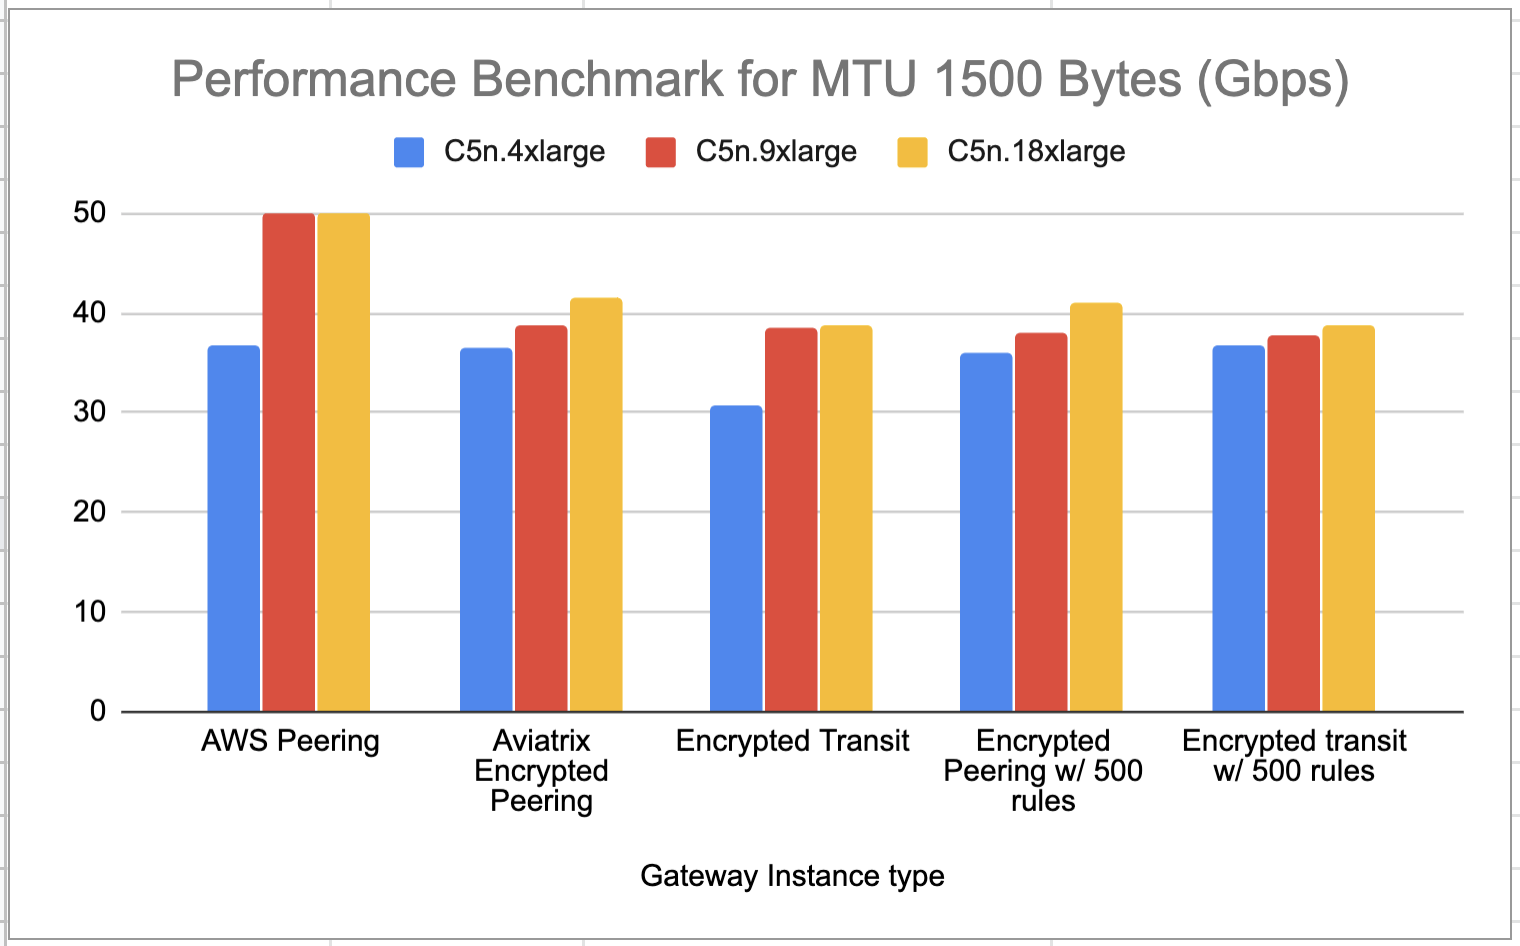 Performance Benchmark for MTU 1500 Bytes (Gbps)
C5n.4xlarge
C5n.9xlarge
C5n.18xlarge
50
40
30
20
10
0
AWS Peering
Aviatrix
Encrypted
Peering
Encrypted Transit
Encrypted
Peering w/ 500
rules
Encrypted transit
w/ 500 rules
Gateway Instance type